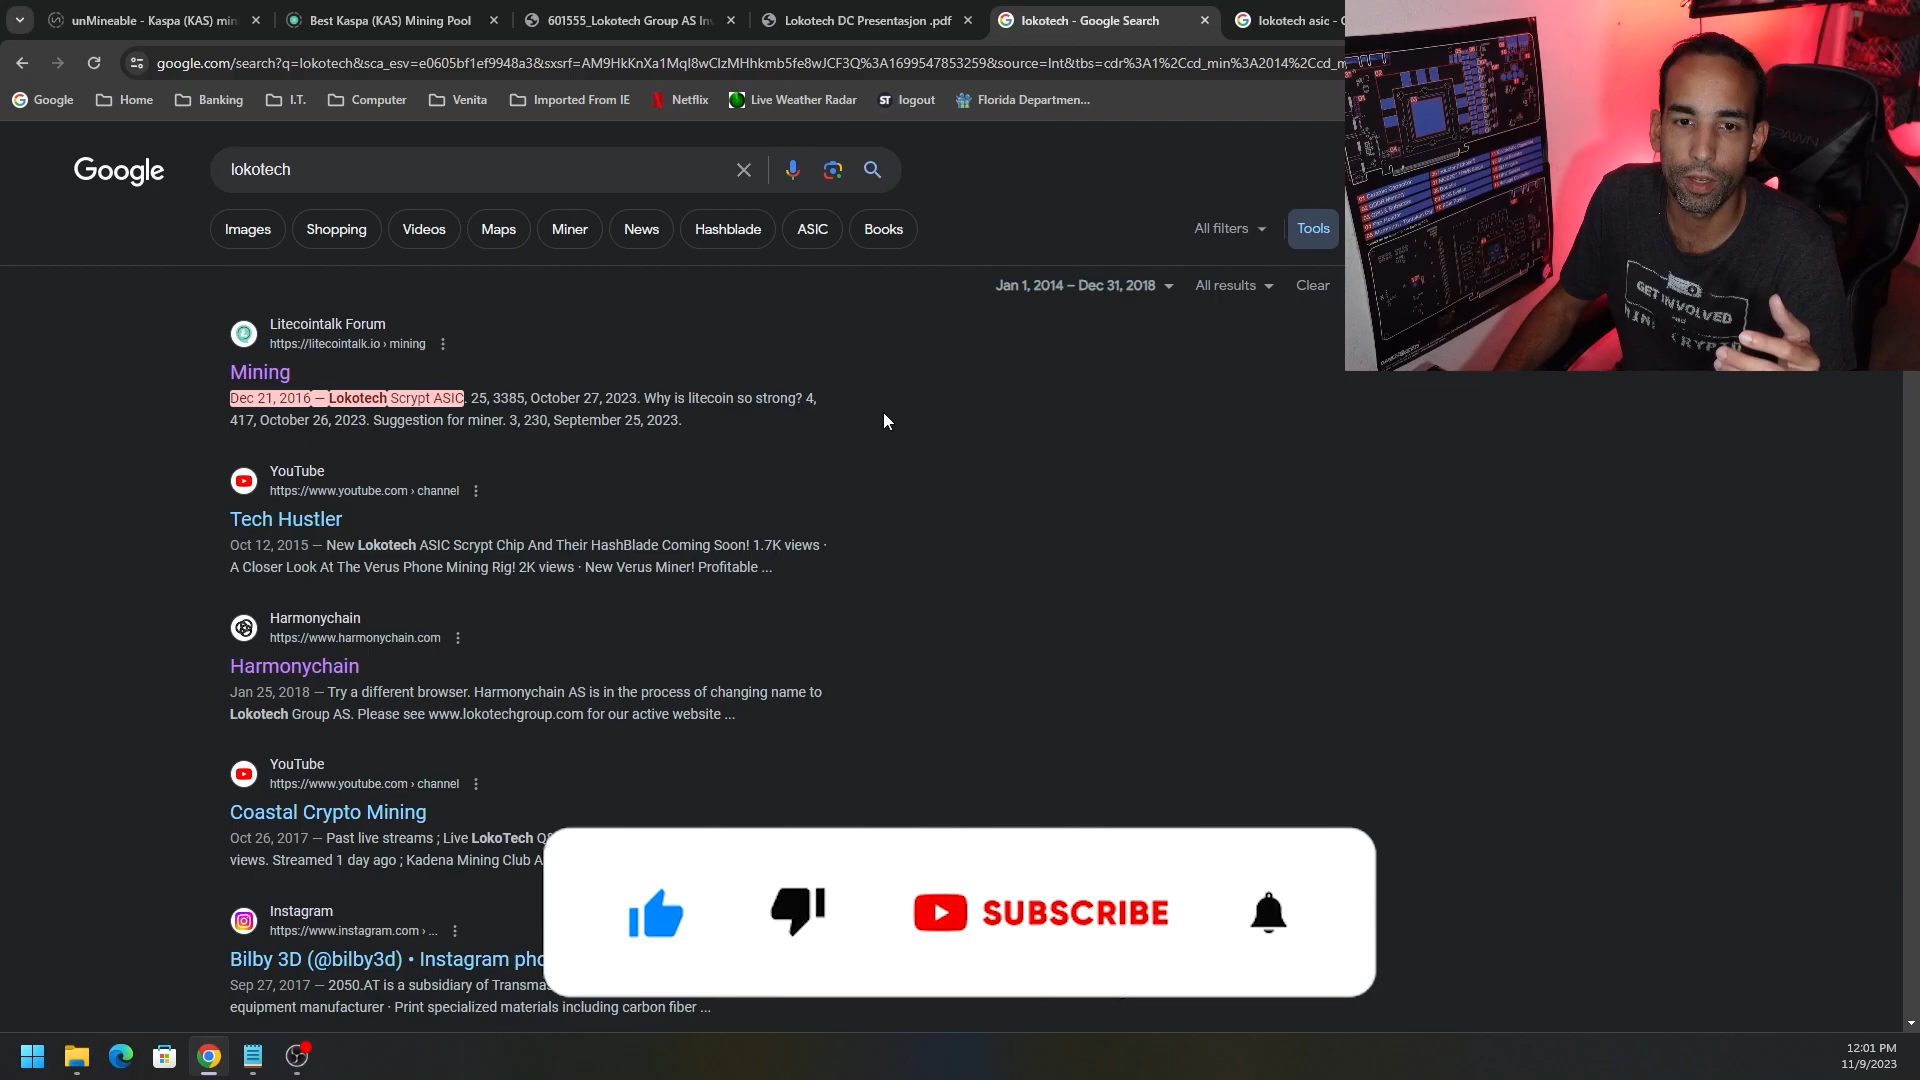 unMineable - Kaspa (KAS) min
Best Kaspa (KAS) Mining Pool
601555_Lokotech Group AS In
Lokotech DC Presentasjon .pdf
lokotech - Google Search
lokotech asic - G
google.com/search?q=lokotech&sca_esv=e0605bf1ef9948a3&sxsrf=AM9HkKnXa1MqI8wClzMHhkmb5fe8wJCF3Q%3A1699547853259&source=lnt&tbs=cdr%3A1%2Ccd_min%3A2014%2Ccd_m
Google
Home
Banking
I.T.
Computer
Venita
Imported From IE
Netflix
Live Weather Radar
ST logout
Florida Departmen...
Google
lokotech
Images
Shopping
Videos
Maps
Miner
News
Hashblade
ASIC
Books
All filters
Tools
Jan 1, 2014 – Dec 31, 2018
All results
Clear
Litecointalk Forum
https://litecointalk.io › mining
Mining
Dec 21, 2016 — Lokotech Scrypt ASIC. 25, 3385, October 27, 2023. Why is litecoin so strong? 4,
417, October 26, 2023. Suggestion for miner. 3, 230, September 25, 2023.
YouTube
https://www.youtube.com › channel
Tech Hustler
Oct 12, 2015 — New Lokotech ASIC Scrypt Chip And Their HashBlade Coming Soon! 1.7K views ·
A Closer Look At The Verus Phone Mining Rig! 2K views · New Verus Miner! Profitable ...
Harmonychain
https://www.harmonychain.com
Harmonychain
Jan 25, 2018 — Try a different browser. Harmonychain AS is in the process of changing name to
Lokotech Group AS. Please see www.lokotechgroup.com for our active website ...
YouTube
https://www.youtube.com › channel
Coastal Crypto Mining
Oct 26, 2017 — Past live streams ; Live LokoTech Q&
views. Streamed 1 day ago ; Kadena Mining Club A
Instagram
https://www.instagram.com › ...
Bilby 3D (@bilby3d) • Instagram pho
Sep 27, 2017 — 2050.AT is a subsidiary of Transmas
equipment manufacturer · Print specialized materials including carbon fiber ...
SUBSCRIBE
GET INVOLVED
and
MINE
CRYPTO
12:01 PM
11/9/2023